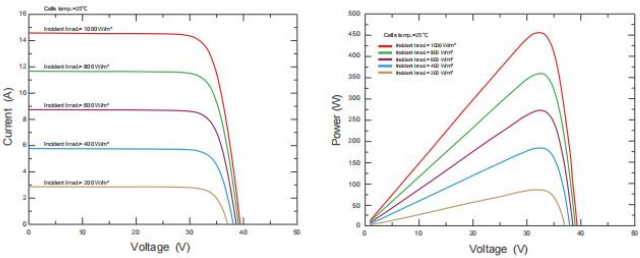 Cells temp.=25°C
16
14
12
10
8
6
4
2
0
Current (A)
Incident Irrad.= 1000 W/m²
Incident Irrad.= 800 W/m²
Incident Irrad.= 600 W/m²
Incident Irrad.= 400 W/m²
Incident Irrad.= 200 W/m²
0 10 20 30 40 50
Voltage (V)
500
450
400
350
300
250
200
150
100
50
0
Power (W)
Cells temp.=25°C
Incident Irrad.= 1000 W/m²
Incident Irrad.= 800 W/m²
Incident Irrad.= 600 W/m²
Incident Irrad.= 400 W/m²
Incident Irrad.= 200 W/m²
0 10 20 30 40 50
Voltage (V)